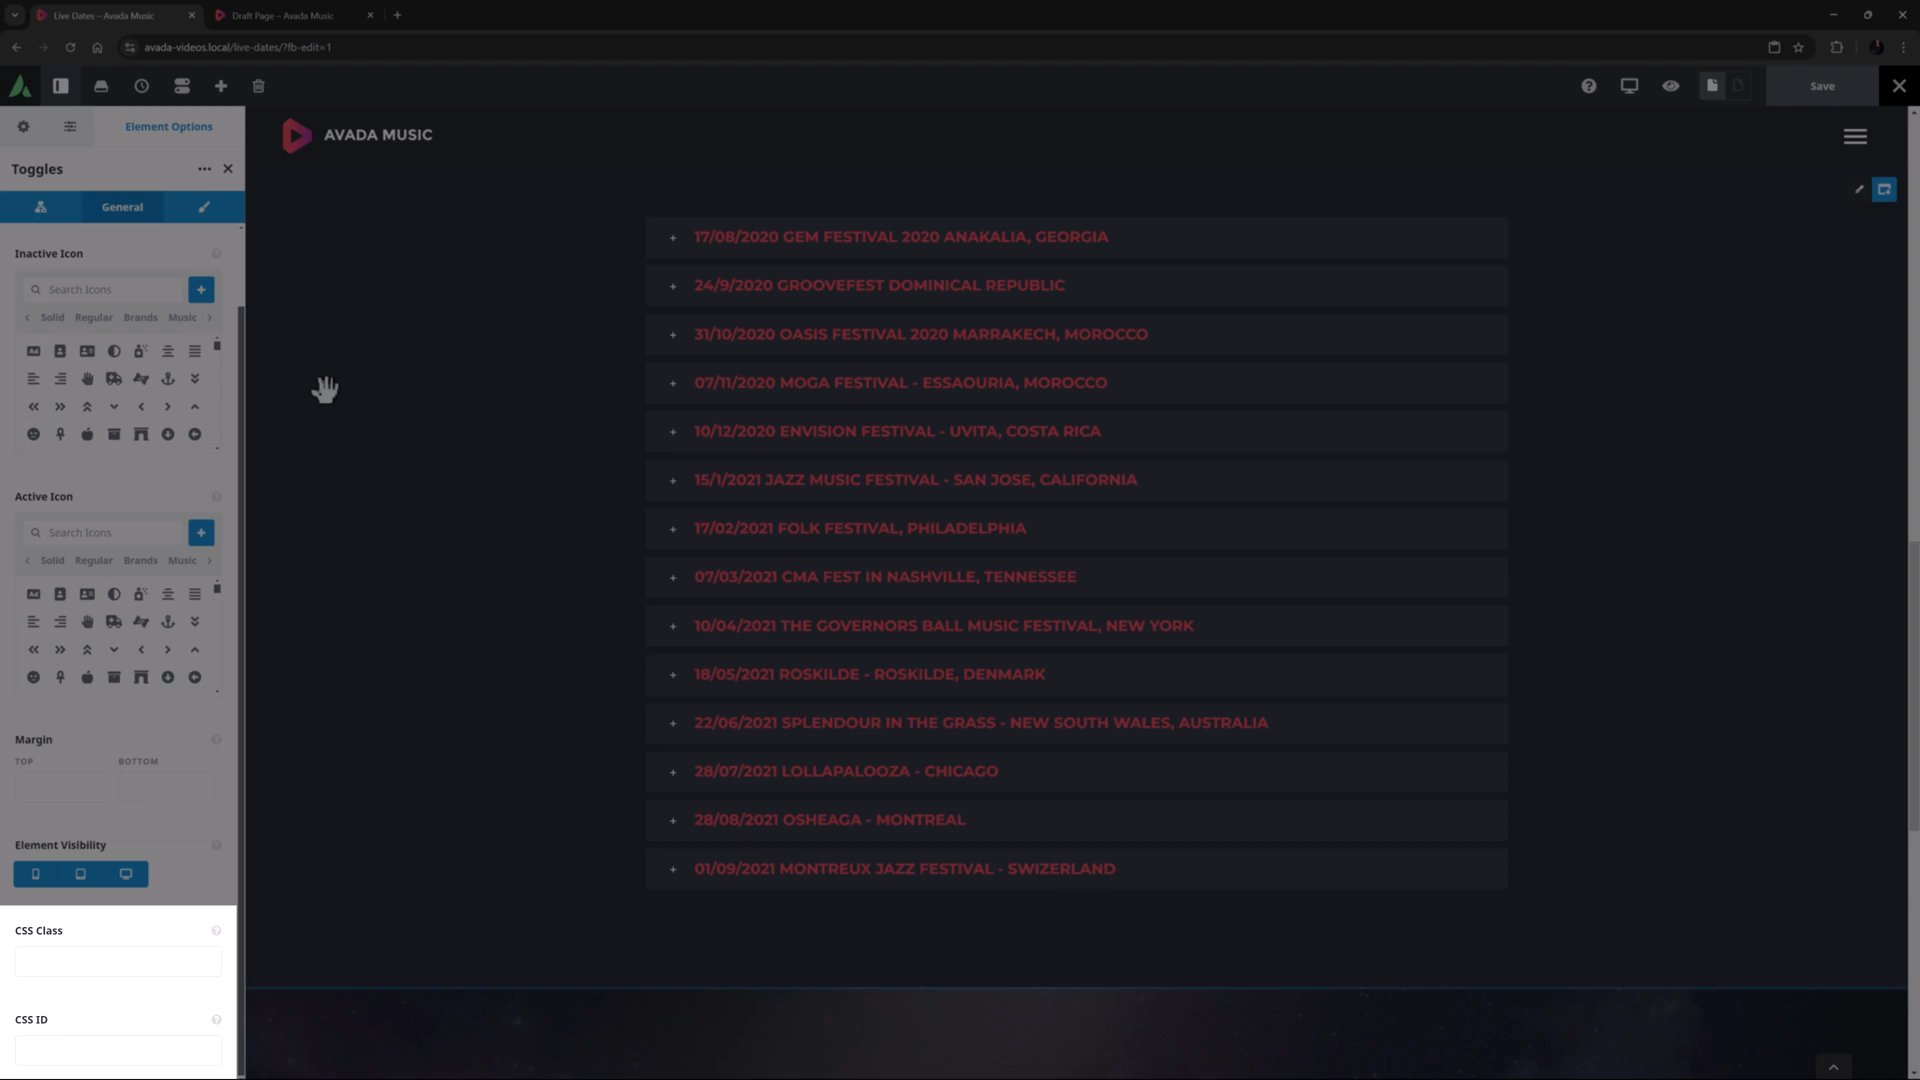 Live Dates – Avada Music
Draft Page – Avada Music
avada-videos.local/live-dates/?fb-edit=1
Save
Element Options
AVADA MUSIC
Toggles
General
Inactive Icon
Search Icons
Solid Regular Brands Music
Active Icon
Search Icons
Solid Regular Brands Music
Margin
TOP BOTTOM
Element Visibility
CSS Class
CSS ID
17/08/2020 GEM FESTIVAL 2020 ANAKALIA, GEORGIA
24/9/2020 GROOVEFEST DOMINICAL REPUBLIC
31/10/2020 OASIS FESTIVAL 2020 MARRAKECH, MOROCCO
07/11/2020 MOGA FESTIVAL - ESSAOURIA, MOROCCO
10/12/2020 ENVISION FESTIVAL - UVITA, COSTA RICA
15/1/2021 JAZZ MUSIC FESTIVAL - SAN JOSE, CALIFORNIA
17/02/2021 FOLK FESTIVAL, PHILADELPHIA
07/03/2021 CMA FEST IN NASHVILLE, TENNESSEE
10/04/2021 THE GOVERNORS BALL MUSIC FESTIVAL, NEW YORK
18/05/2021 ROSKILDE - ROSKILDE, DENMARK
22/06/2021 SPLENDOUR IN THE GRASS - NEW SOUTH WALES, AUSTRALIA
28/07/2021 LOLLAPALOOZA - CHICAGO
28/08/2021 OSHEAGA - MONTREAL
01/09/2021 MONTREUX JAZZ FESTIVAL - SWIZERLAND